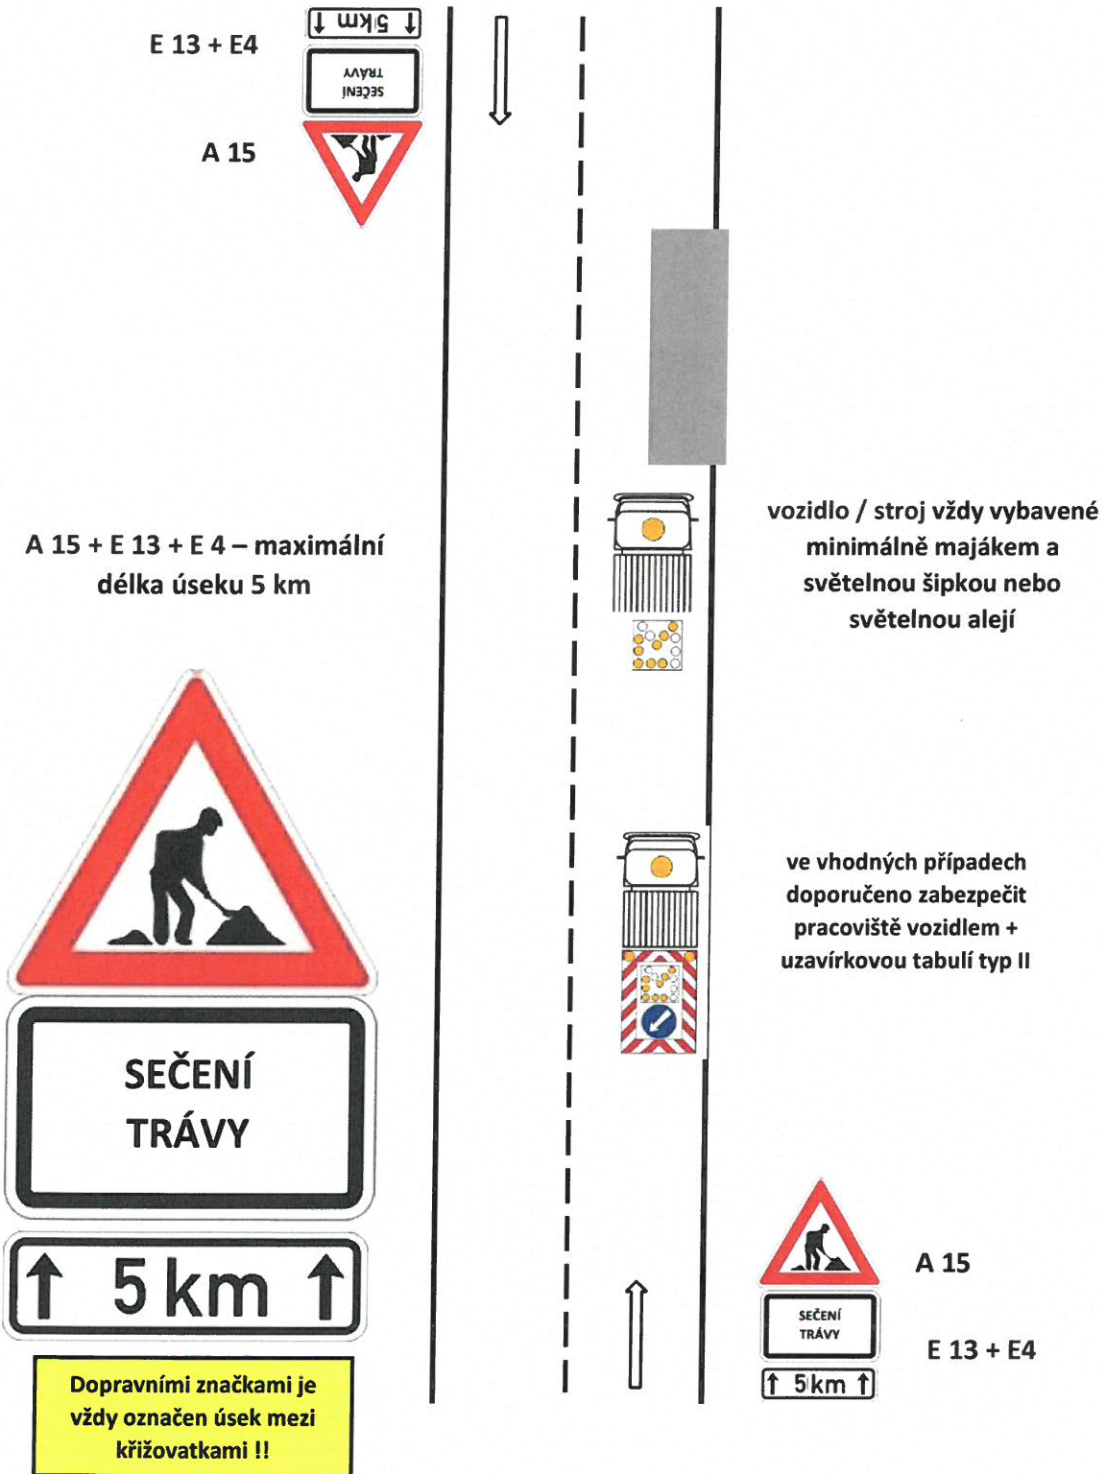 E 13 + E4
5 km
SEČENÍ
TRÁVY
A 15
vozidlo / stroj vždy vybavené
minimálně majákem a
světelnou šipkou nebo
světelnou alejí
A 15 + E 13 + E 4 – maximální
délka úseku 5 km
ve vhodných případech
doporučeno zabezpečit
pracoviště vozidlem +
uzavírkovou tabulí typ II
SEČENÍ
TRÁVY
↑ 5 km ↑
Dopravními značkami je
vždy označen úsek mezi
křižovatkami !!
A 15
SEČENÍ
TRÁVY
E 13 + E4
↑ 5 km ↑